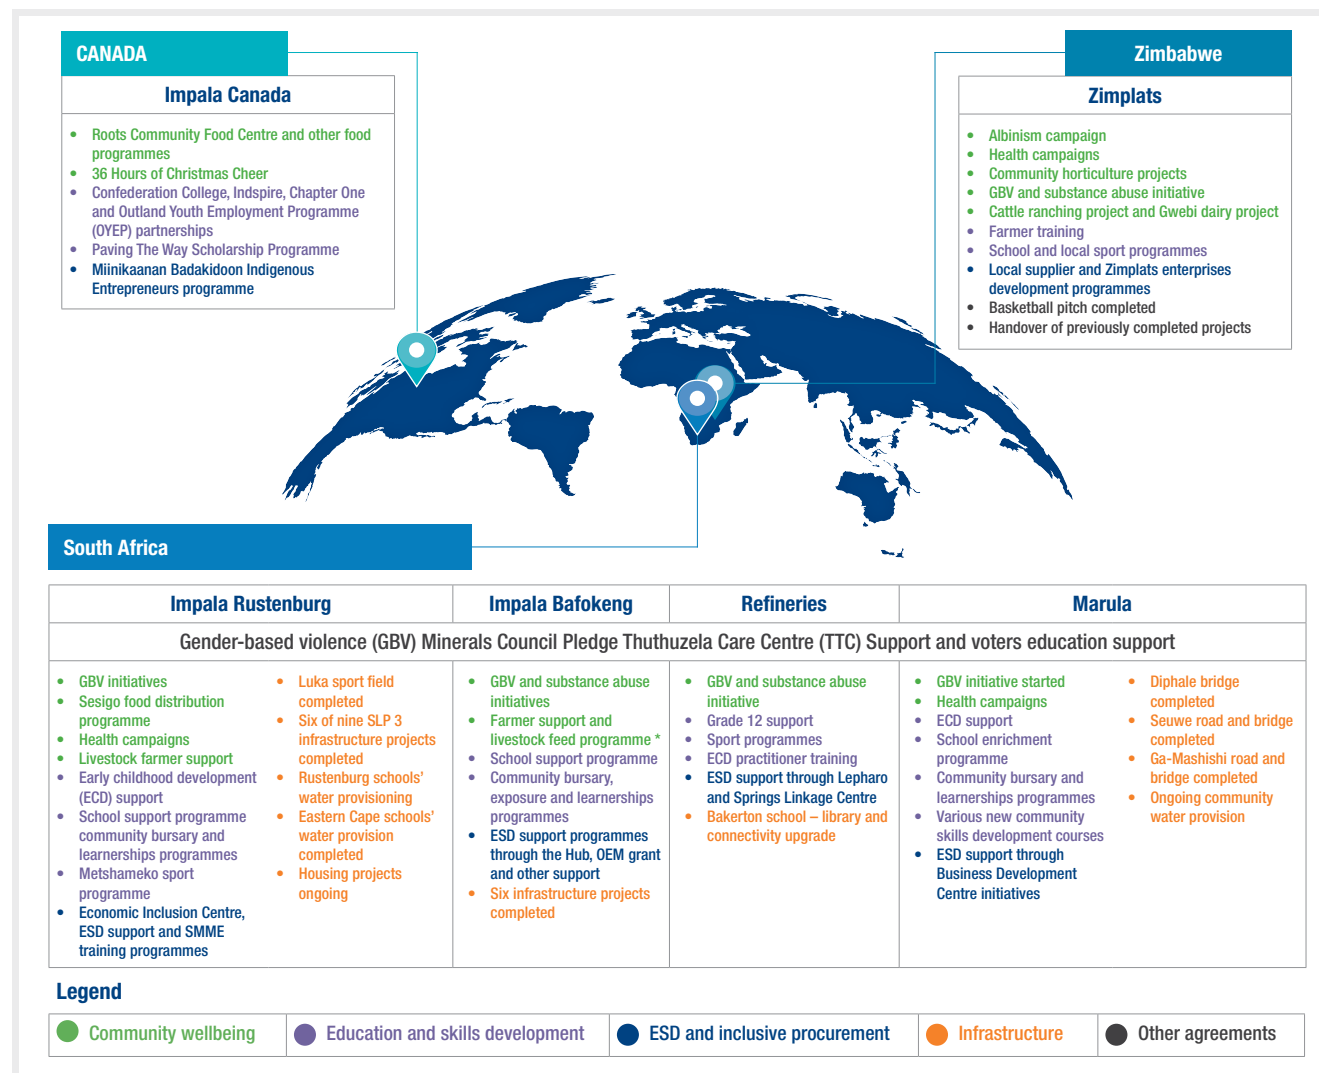 CANADA
Impala Canada
• Roots Community Food Centre and other food
programmes
• 36 Hours of Christmas Cheer
• Confederation College, Indspire, Chapter One
and Outland Youth Employment Programme
(OYEP) partnerships
• Paving The Way Scholarship Programme
• Miinikaanan Badakidoon Indigenous
Entrepreneurs programme
Zimbabwe
Zimplats
• Albinism campaign
• Health campaigns
• Community horticulture projects
• GBV and substance abuse initiative
• Cattle ranching project and Gwebi dairy project
• Farmer training
• School and local sport programmes
• Local supplier and Zimplats enterprises
development programmes
• Basketball pitch completed
• Handover of previously completed projects
South Africa
Impala Rustenburg
Impala Bafokeng
Refineries
Marula
Gender-based violence (GBV) Minerals Council Pledge Thuthuzela Care Centre (TTC) Support and voters education support
• GBV initiatives
• Sesigo food distribution
programme
• Health campaigns
• Livestock farmer support
• Early childhood development
(ECD) support
• School support programme
community bursary and
learnerships programmes
• Metshameko sport
programme
• Economic Inclusion Centre,
ESD support and SMME
training programmes
• Luka sport field
completed
• Six of nine SLP 3
infrastructure projects
completed
• Rustenburg schools’
water provisioning
• Eastern Cape schools’
water provision
completed
• Housing projects
ongoing
• GBV and substance abuse
initiatives
• Farmer support and
livestock feed programme *
• School support programme
• Community bursary,
exposure and learnerships
programmes
• ESD support programmes
through the Hub, OEM grant
and other support
• Six infrastructure projects
completed
• GBV and substance abuse
initiative
• Grade 12 support
• Sport programmes
• ECD practitioner training
• ESD support through Lepharo
and Springs Linkage Centre
• Bakerton school – library and
connectivity upgrade
• GBV initiative started
• Health campaigns
• ECD support
• School enrichment
programme
• Community bursary and
learnerships programmes
• Various new community
skills development courses
• ESD support through
Business Development
Centre initiatives
• Diphale bridge
completed
• Seuwe road and bridge
completed
• Ga-Mashishi road and
bridge completed
• Ongoing community
water provision
Legend
Community wellbeing
Education and skills development
ESD and inclusive procurement
Infrastructure
Other agreements